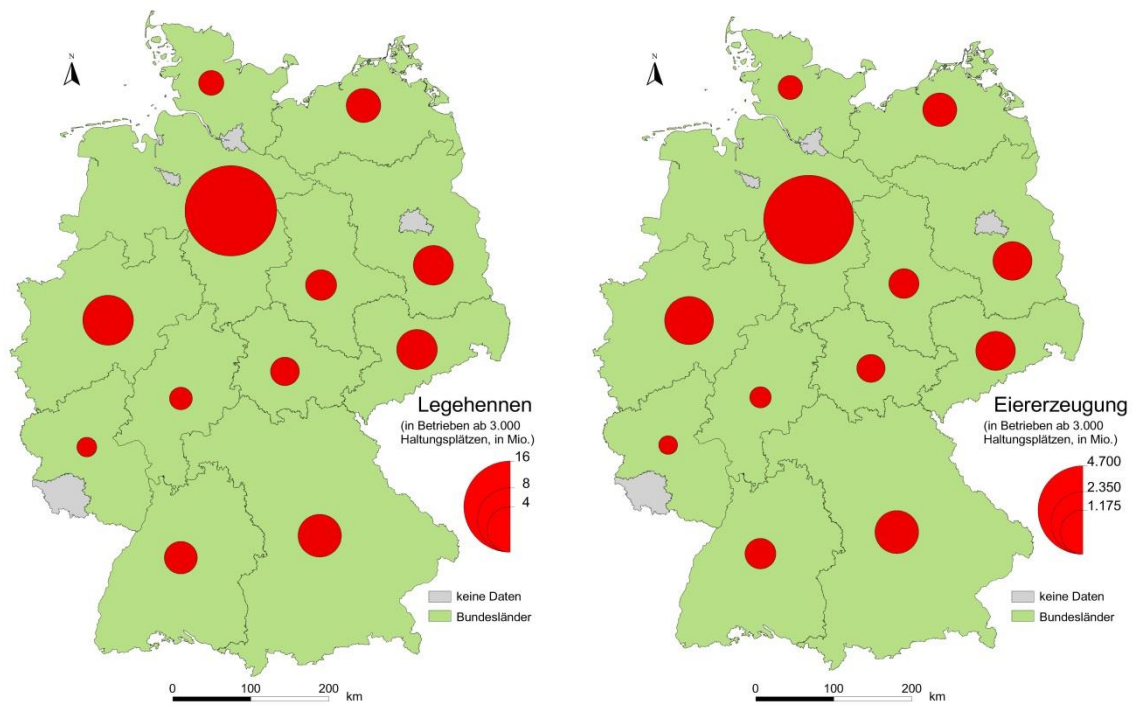 N
Legehennen
(in Betrieben ab 3.000
Haltungsplätzen, in Mio.)
16
8
4
keine Daten
Bundesländer
0 100 200
km
N
Eiererzeugung
(in Betrieben ab 3.000
Haltungsplätzen, in Mio.)
4.700
2.350
1.175
keine Daten
Bundesländer
0 100 200
km